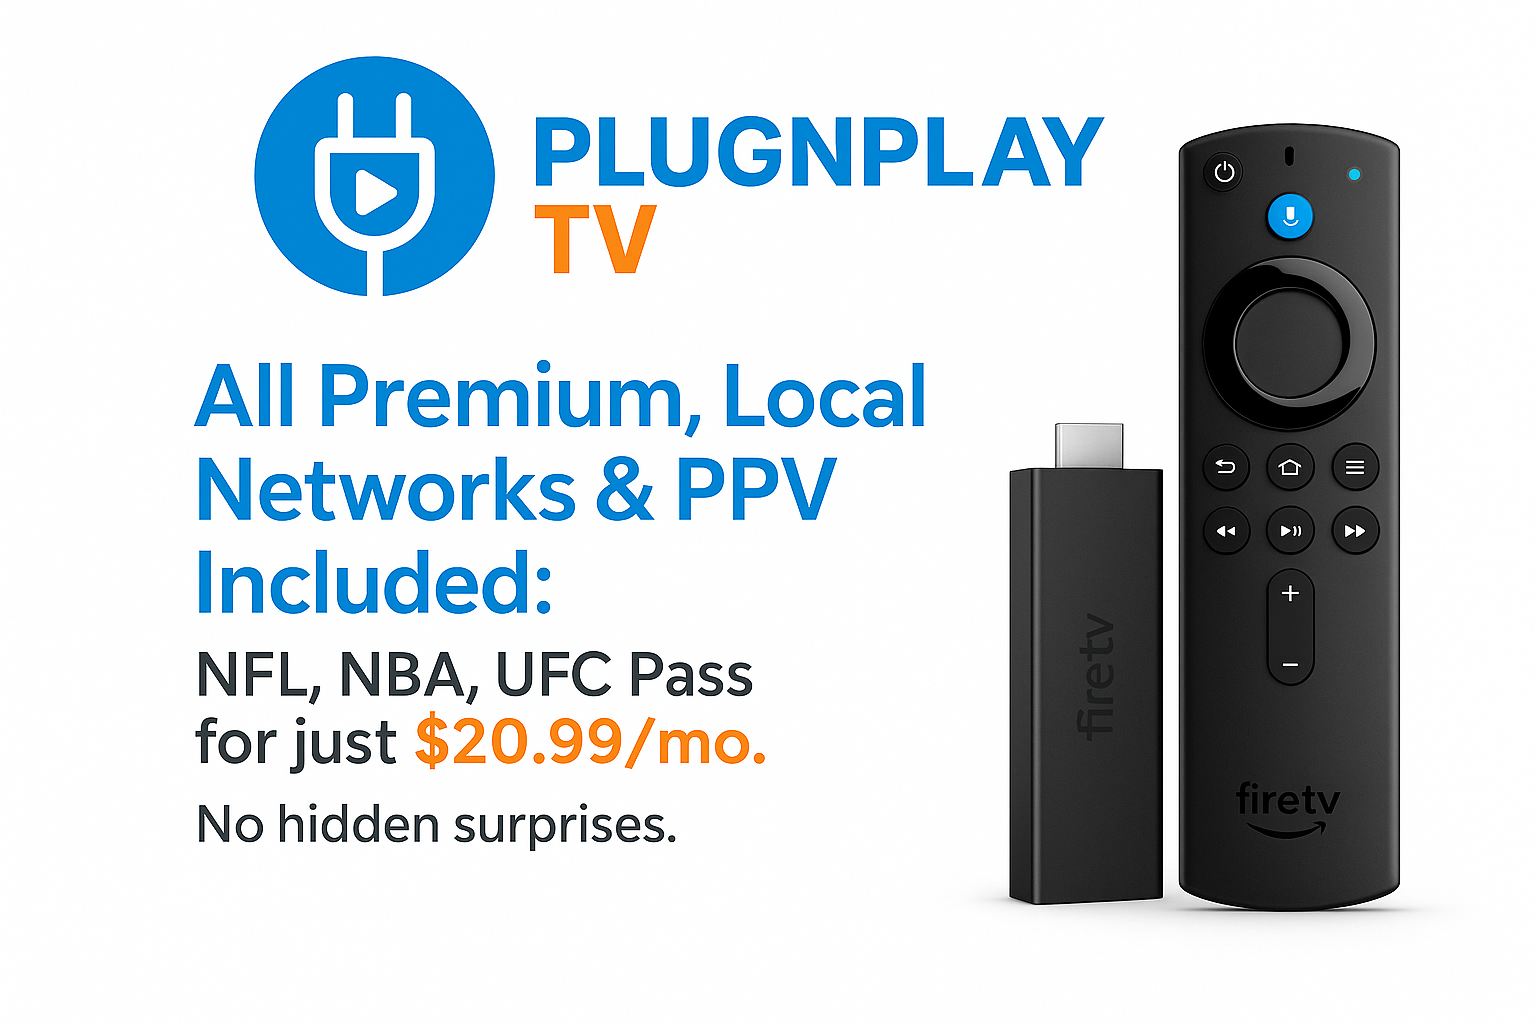 PLUGNPLAY
TV
All Premium, Local
Networks & PPV
Included:
NFL, NBA, UFC Pass
for just $20.99/mo.
No hidden surprises.
firetv
firetv